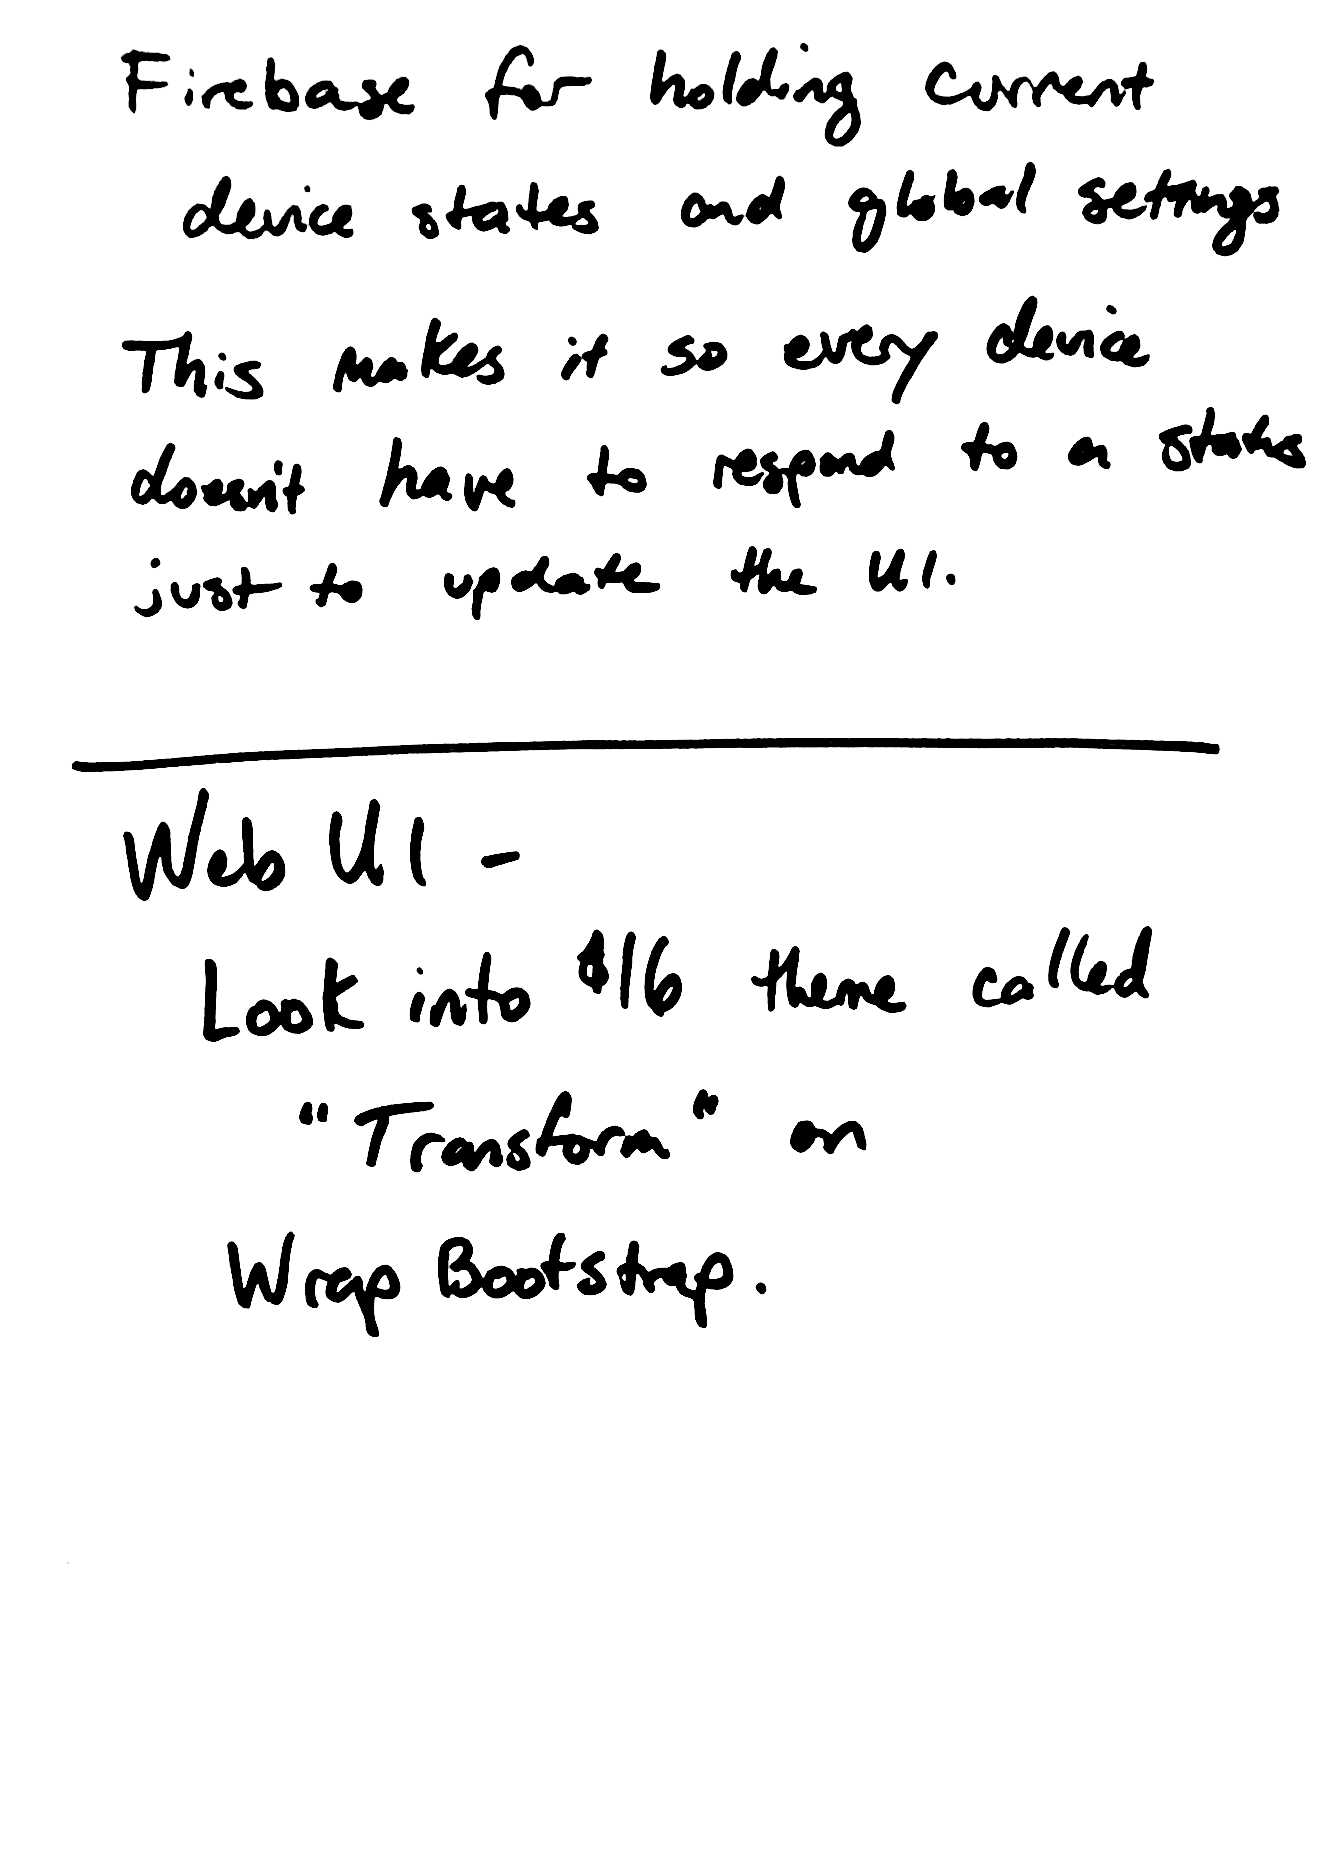 Firebase for holding current
device states and global settings
This makes it so every device
doesn't have to respond to a status
just to update the UI.
Web UI -
Look into $16 theme called
"Transform" on
Wrap Bootstrap.